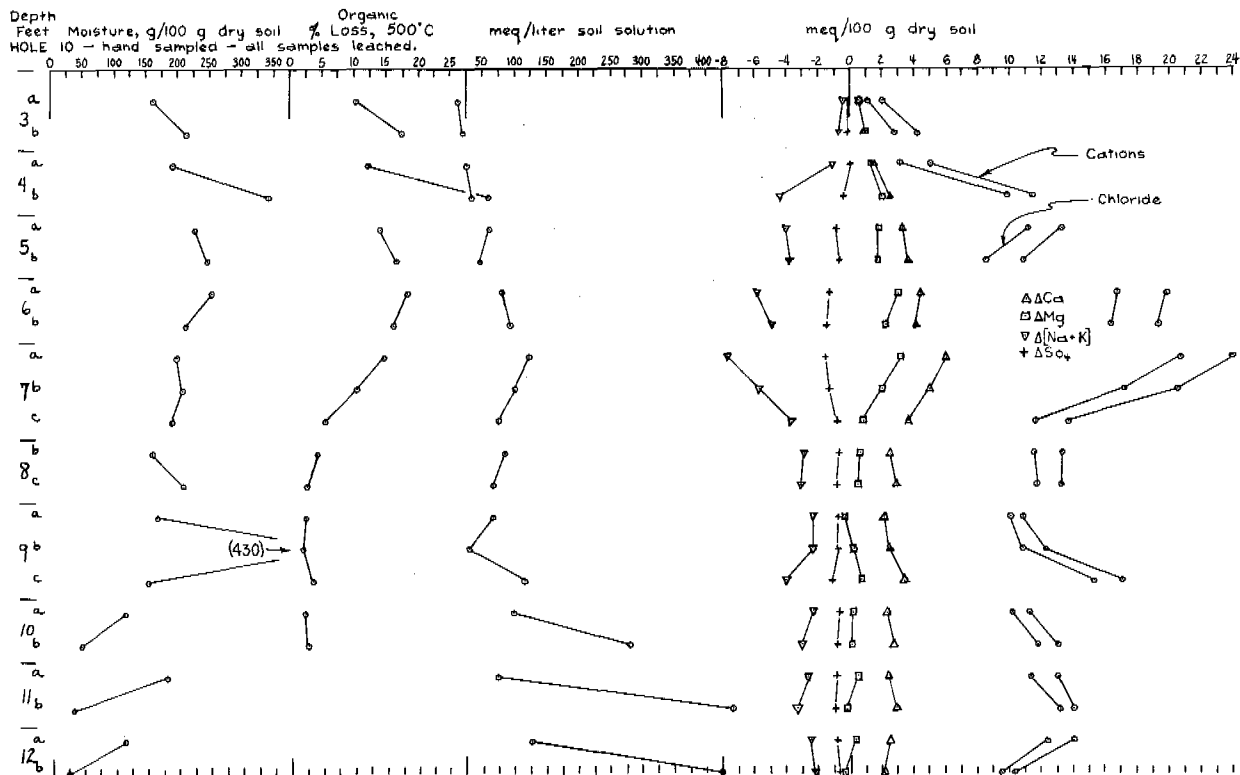 Depth
Feet Moisture, g/100 g dry soil Organic % Loss, 500°C meq/liter soil solution meq/100 g dry soil
HOLE 10 - hand sampled - all samples leached.
0 50 100 150 200 250 300 350 0 5 10 15 20 25 50 100 150 200 250 300 350 400 -8 -6 -4 -2 0 2 4 6 8 10 12 14 16 18 20 22 24
a
3
b
a
4
b
Cations
Chloride
a
5
b
a
6
b
△ ΔCa
□ ΔMg
▽ Δ[Na+K]
+ ΔSO₄
a
7 b
c
b
8
c
a
9 b
(430)
c
a
10
b
a
11
b
a
12
b